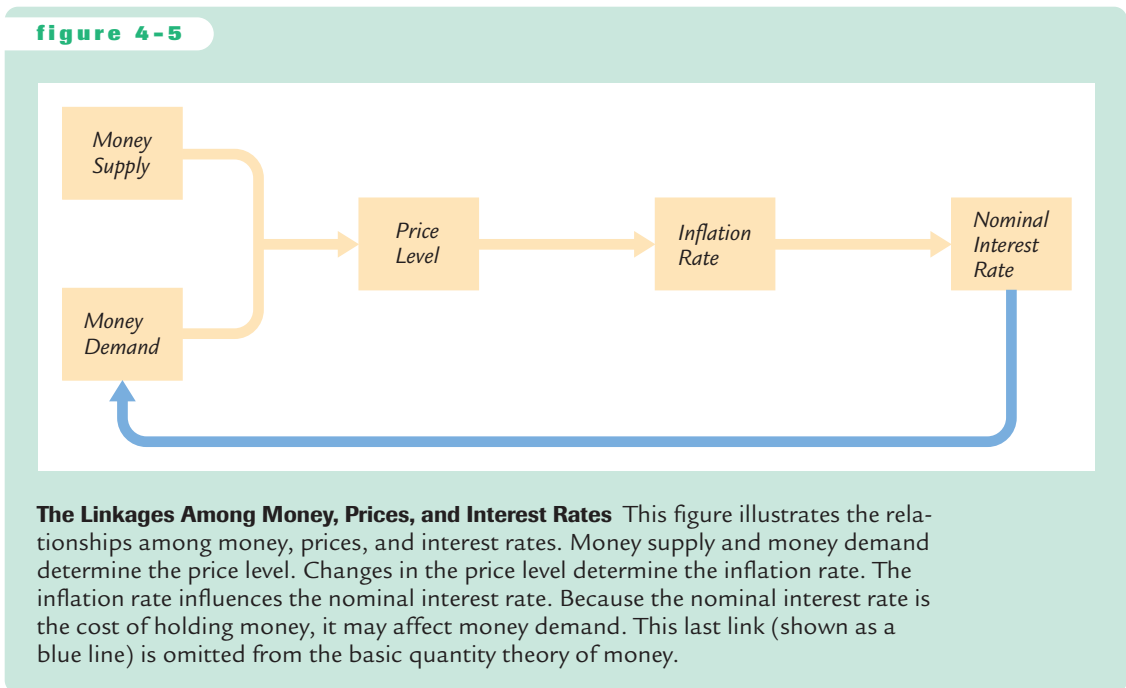 figure 4-5
Money
Supply
Price
Level
Inflation
Rate
Nominal
Interest
Rate
Money
Demand
The Linkages Among Money, Prices, and Interest Rates This figure illustrates the rela-
tionships among money, prices, and interest rates. Money supply and money demand
determine the price level. Changes in the price level determine the inflation rate. The
inflation rate influences the nominal interest rate. Because the nominal interest rate is
the cost of holding money, it may affect money demand. This last link (shown as a
blue line) is omitted from the basic quantity theory of money.